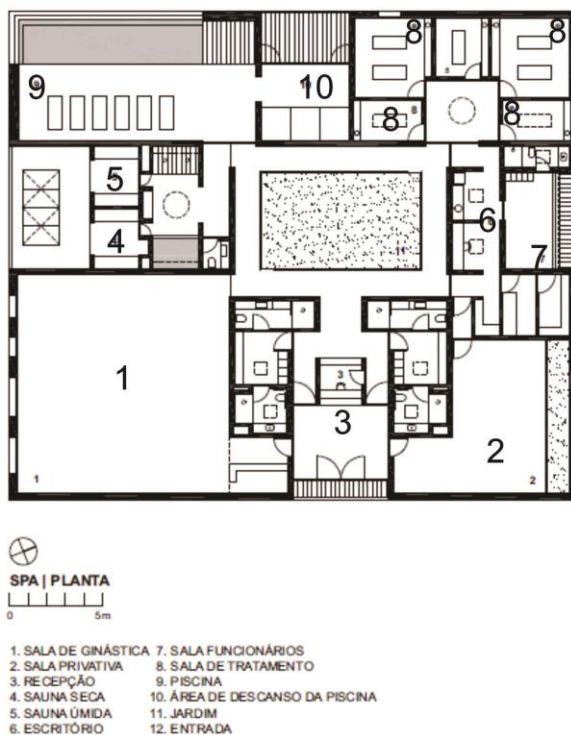 8
8
9
10
8
8
5
6
4
7
11
3
1
3
2
1
2
SPA | PLANTA
0 5m
1. SALA DE GINÁSTICA 7. SALA FUNCIONÁRIOS
2. SALA PRIVATIVA 8. SALA DE TRATAMENTO
3. RECEPÇÃO 9. PISCINA
4. SAUNA SECA 10. ÁREA DE DESCANSO DA PISCINA
5. SAUNA ÚMIDA 11. JARDIM
6. ESCRITÓRIO 12. ENTRADA